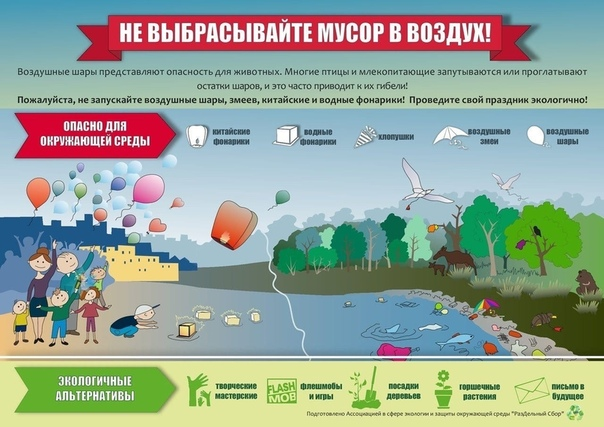 НЕ ВЫБРАСЫВАЙТЕ МУСОР В ВОЗДУХ!
Воздушные шары представляют опасность для животных. Многие птицы и млекопитающие запутываются или проглатывают
остатки шаров, и это часто приводит к их гибели!
Пожалуйста, не запускайте воздушные шары, змеев, китайские и водные фонарики! Проведите свой праздник экологично!
ОПАСНО ДЛЯ
ОКРУЖАЮЩЕЙ СРЕДЫ
китайские
фонарики
водные
фонарики
хлопушки
воздушные
змеи
воздушные
шары
ЭКОЛОГИЧНЫЕ
АЛЬТЕРНАТИВЫ
творческие
мастерские
FLASH
MOB
флешмобы
и игры
посадки
деревьев
горшечные
растения
письмо в
будущее
Подготовлено Ассоциацией в сфере экологии и защиты окружающей среды "РазДельный Сбор"